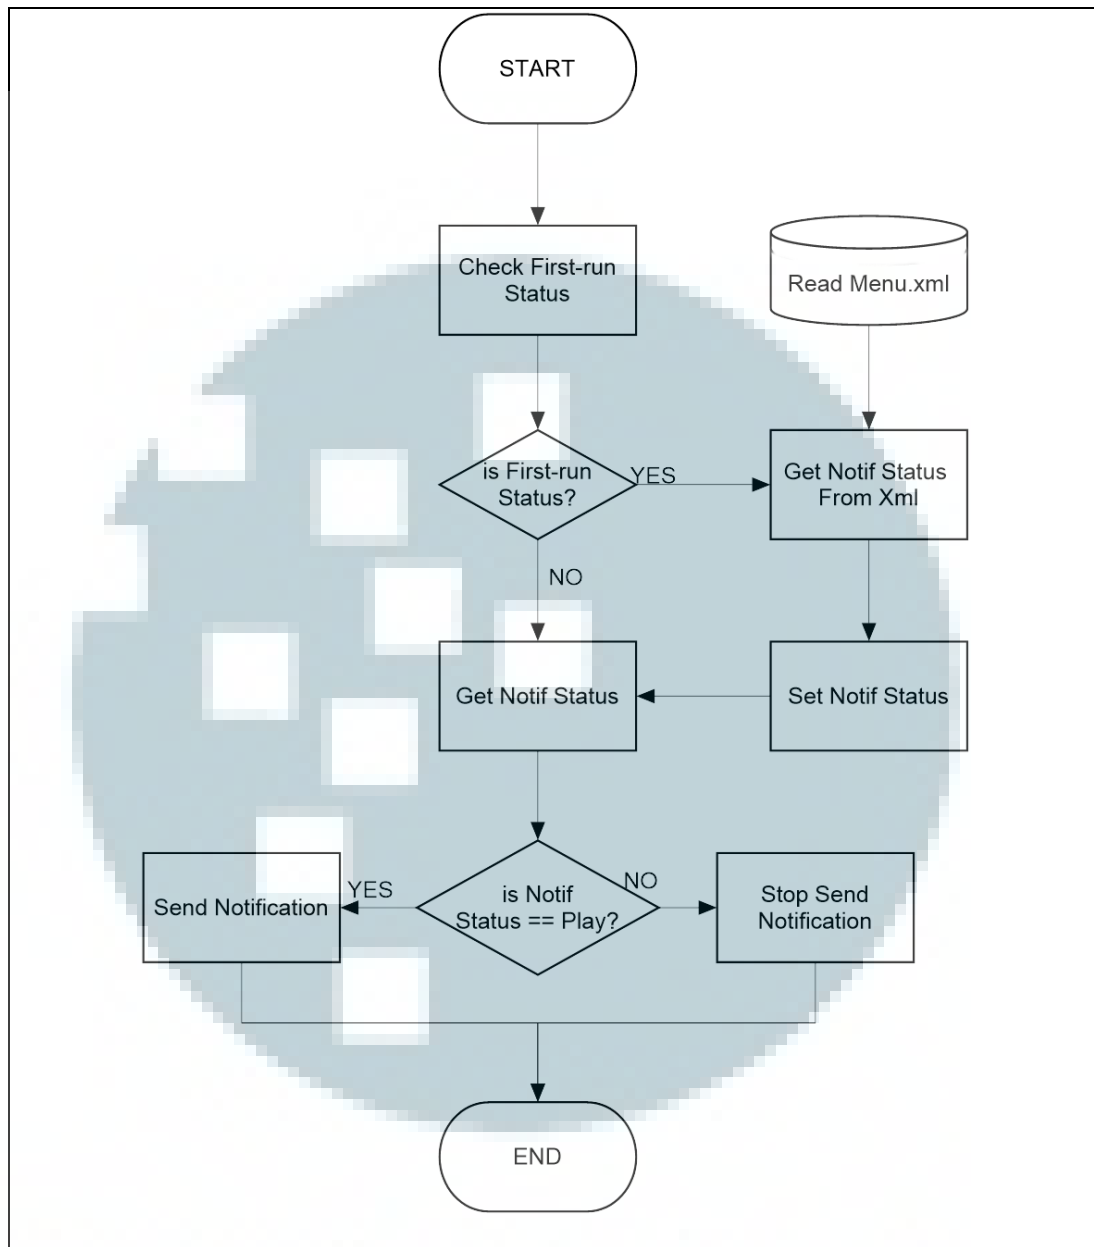 START
Check First-run
Status
Read Menu.xml
is First-run
Status?
YES
Get Notif Status
From Xml
NO
Get Notif Status
Set Notif Status
Send Notification
YES
is Notif
Status == Play?
NO
Stop Send
Notification
END